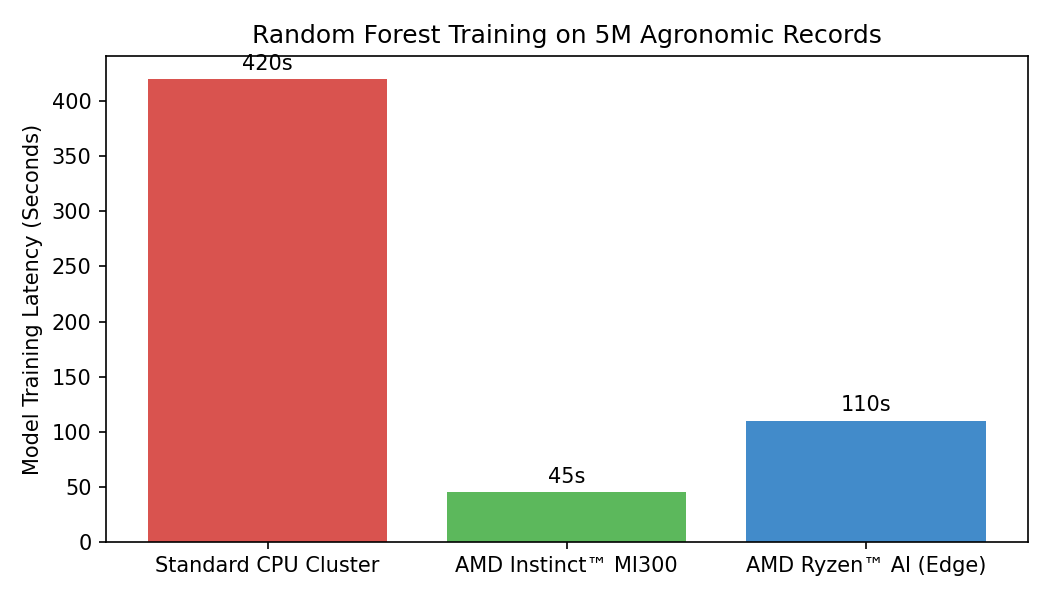 Random Forest Training on 5M Agronomic Records
Model Training Latency (Seconds)
400
350
300
250
200
150
100
50
0
420s
45s
110s
Standard CPU Cluster
AMD Instinct™ MI300
AMD Ryzen™ AI (Edge)